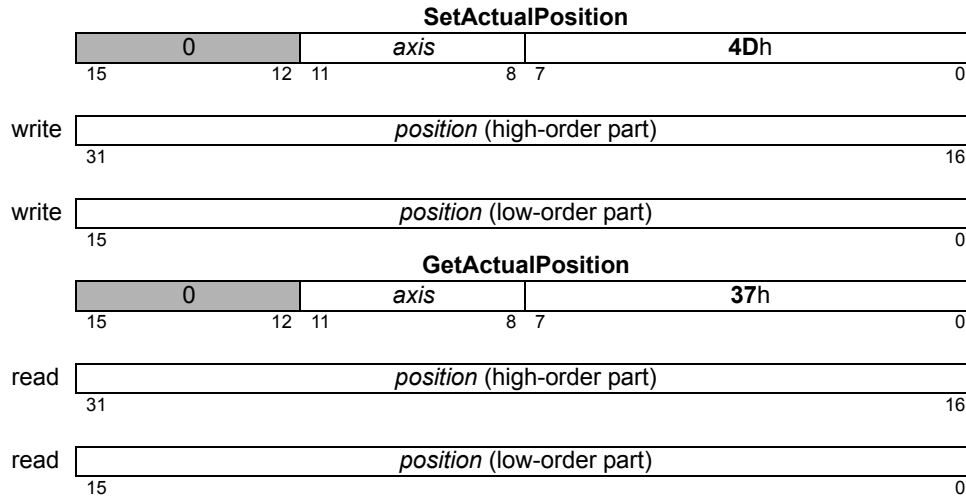 SetActualPosition
0 axis 4Dh
15 12 11 8 7 0
write position (high-order part)
31 16
write position (low-order part)
15 0
GetActualPosition
0 axis 37h
15 12 11 8 7 0
read position (high-order part)
31 16
read position (low-order part)
15 0